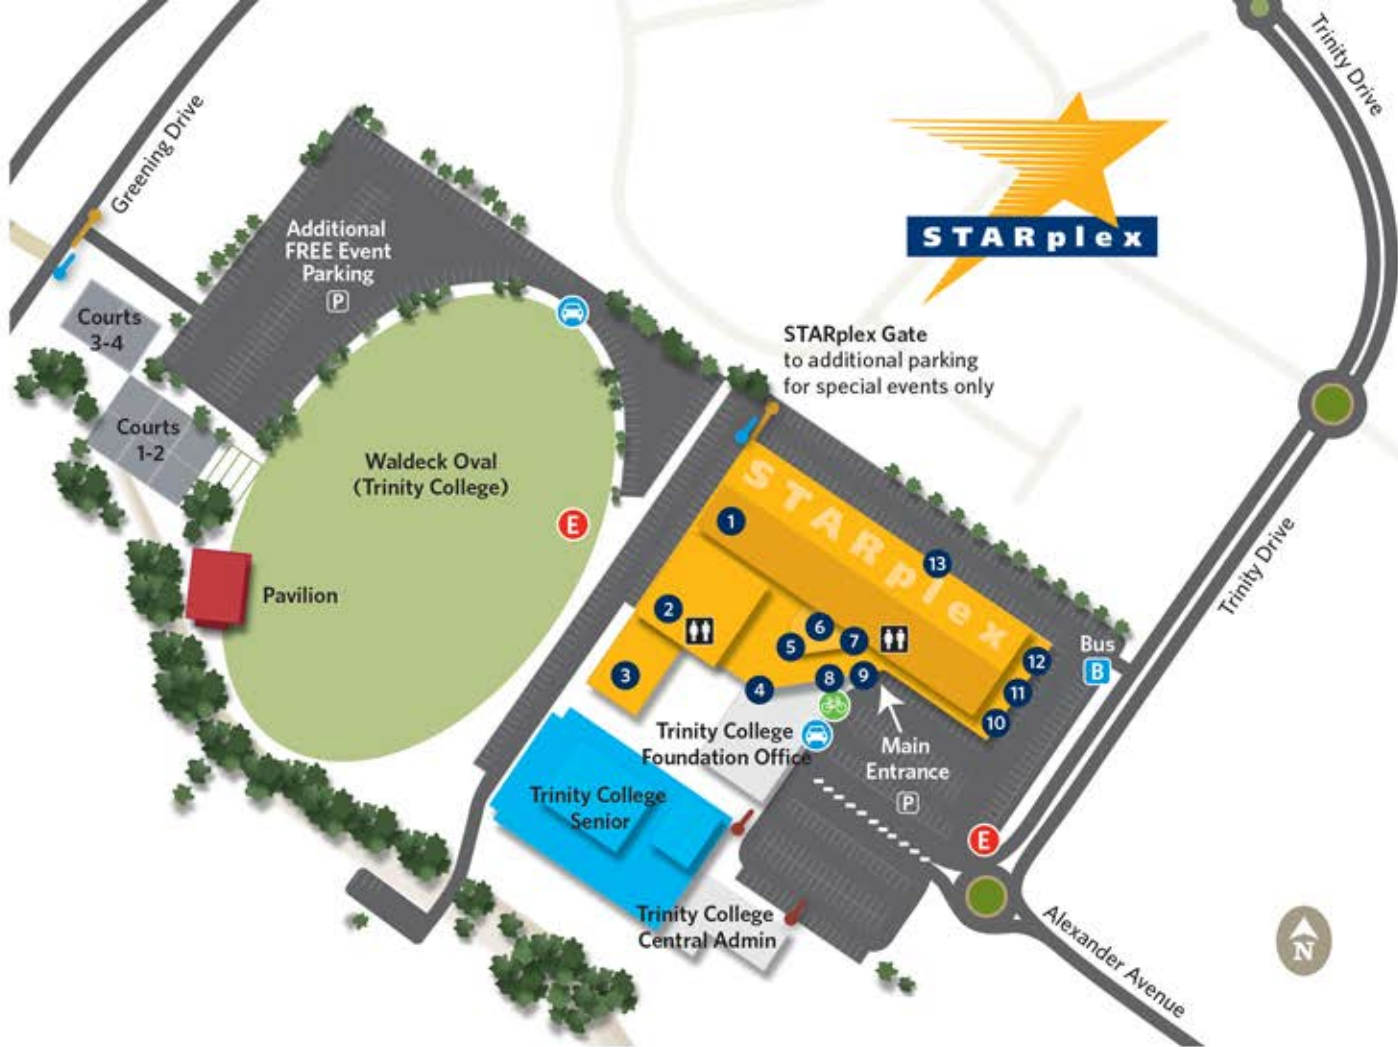 Trinity Drive
Greening Drive
Additional
FREE Event
Parking
P
STARplex
Courts
3-4
STARplex Gate
to additional parking
for special events only
Courts
1-2
Waldeck Oval
(Trinity College)
E
STARplex
1
13
Trinity Drive
Pavilion
2
6
5
7
Bus
B
12
3
4
8
9
11
10
Trinity College
Foundation Office
Main
Entrance
P
Trinity College
Senior
E
Trinity College
Central Admin
Alexander Avenue
N